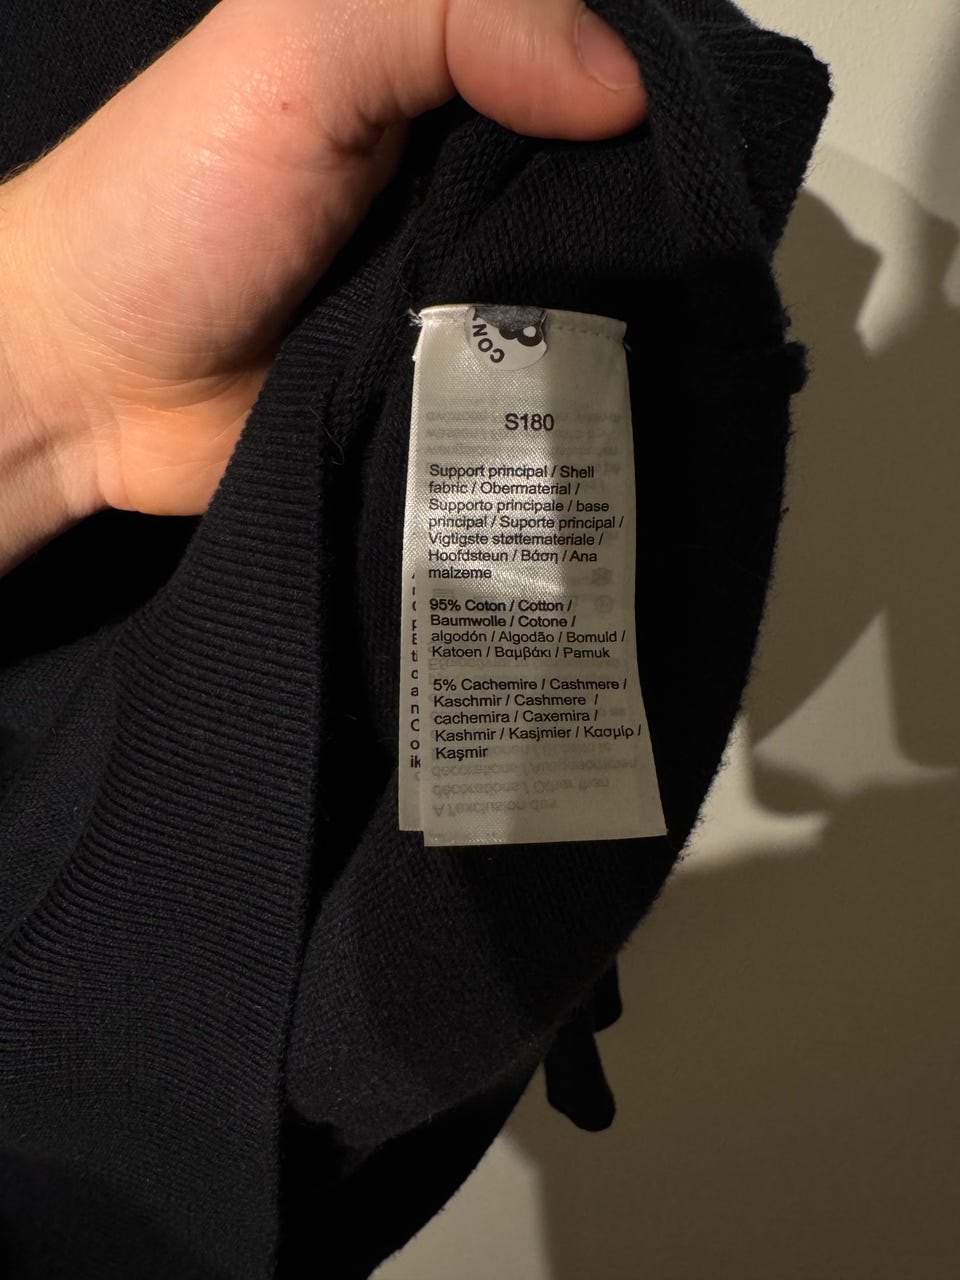 CON
S180
Support principal / Shell
fabric / Obermaterial /
Supporto principale / base
principal / Suporte principal /
Vigtigste støttemateriale /
Hoofdsteun / Βάση / Ana
malzeme
95% Coton / Cotton /
Baumwolle / Cotone /
algodón / Algodão / Bomuld /
Katoen / Βαμβάκι / Pamuk
5% Cachemire / Cashmere /
Kaschmir / Cashmere /
cachemira / Caxemira /
Kashmir / Kasjmier / Κασμίρ /
Kaşmir